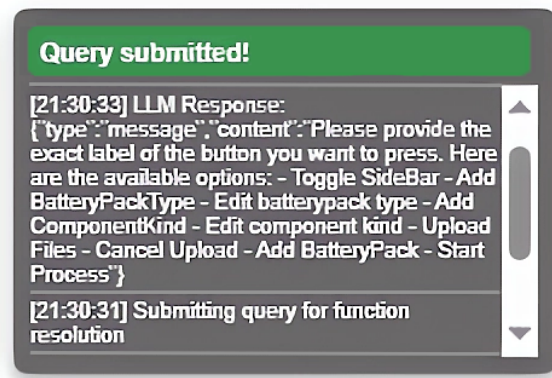 Query submitted!
[21:30:33] LLM Response:
{"type":"message","content":"Please provide the
exact label of the button you want to press. Here
are the available options: - Toggle SideBar - Add
BatteryPackType - Edit batterypack type - Add
ComponentKind - Edit component kind - Upload
Files - Cancel Upload - Add BatteryPack - Start
Process"}
[21:30:31] Submitting query for function
resolution